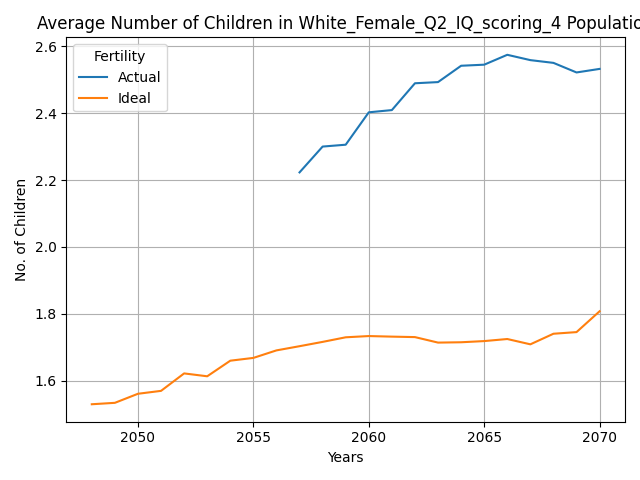 Average Number of Children in White_Female_Q2_IQ_scoring_4 Populatio
Fertility
Actual
Ideal
No. of Children
2.6
2.4
2.2
2.0
1.8
1.6
2050 2055 2060 2065 2070
Years